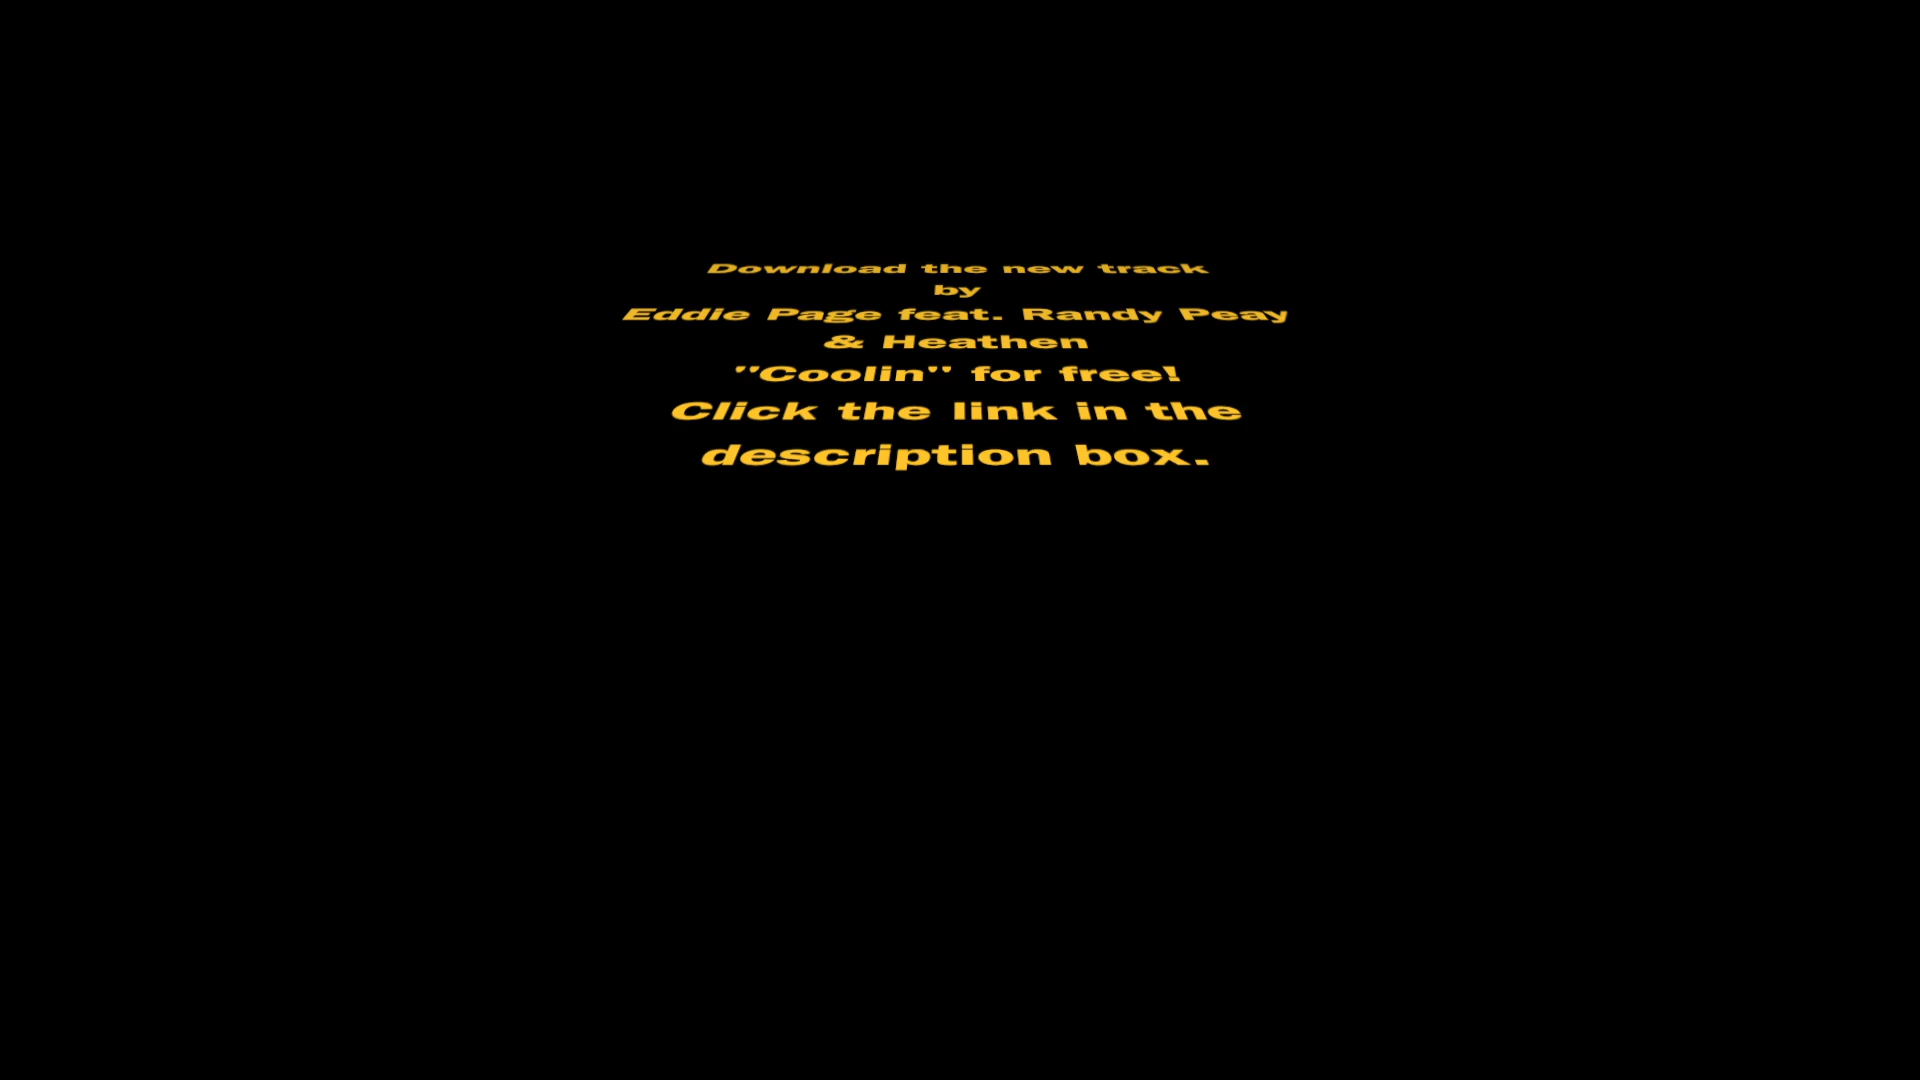 Download the new track
by
Eddie Page feat. Randy Peay
& Heathen
"Coolin" for free!
Click the link in the
description box.